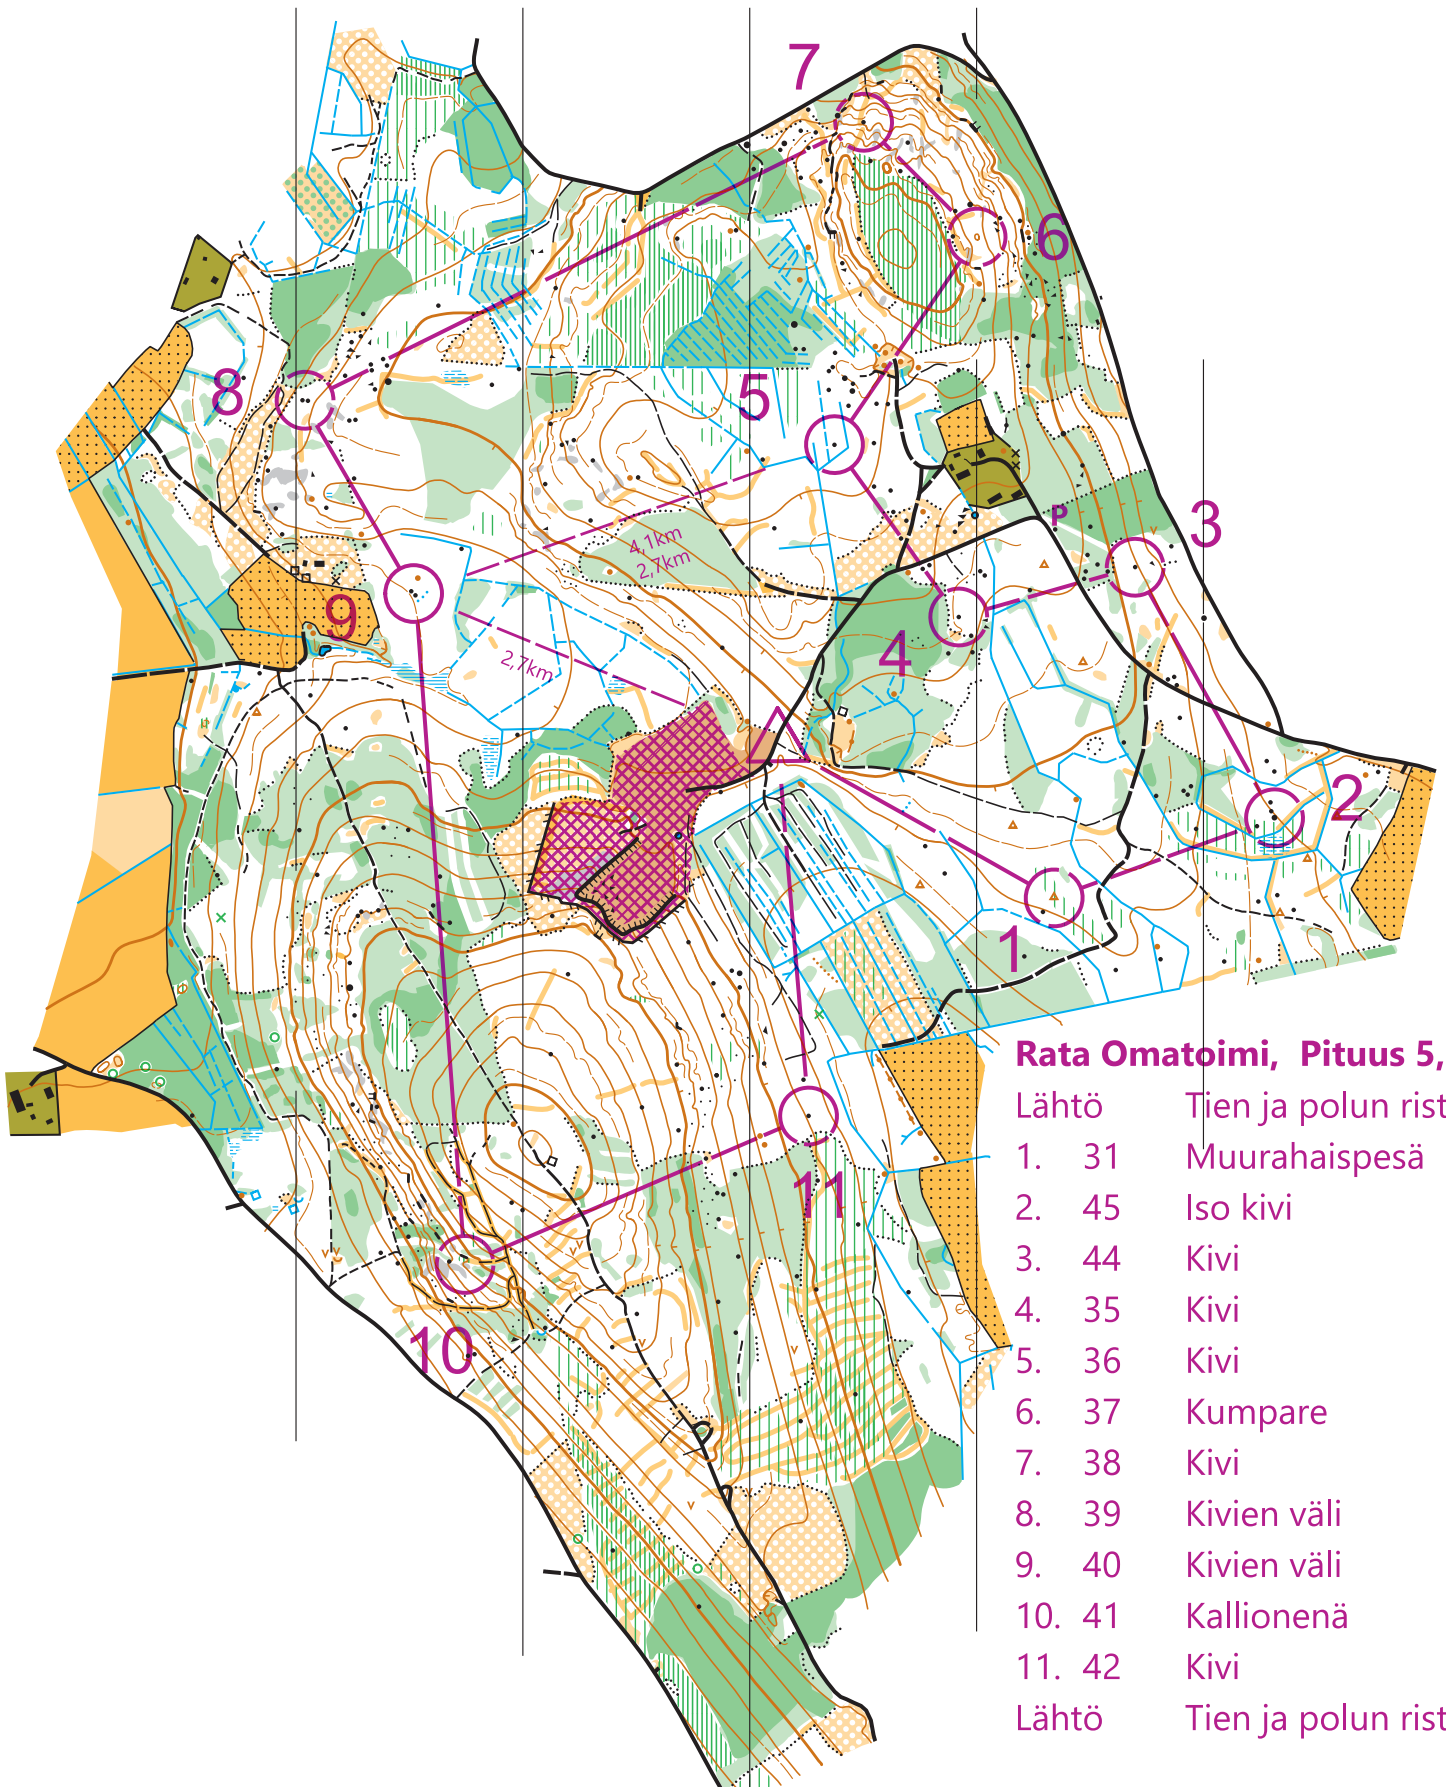 7
6
8
5
3
P
4,1km
2,7km
9
4
2,7km
2
1
Rata Omatoimi, Pituus 5,
Lähtö Tien ja polun rist
1. 31 Muurahaispesä
2. 45 Iso kivi
11
3. 44 Kivi
4. 35 Kivi
10
5. 36 Kivi
6. 37 Kumpare
7. 38 Kivi
8. 39 Kivien väli
9. 40 Kivien väli
10. 41 Kallionenä
11. 42 Kivi
Lähtö Tien ja polun rist